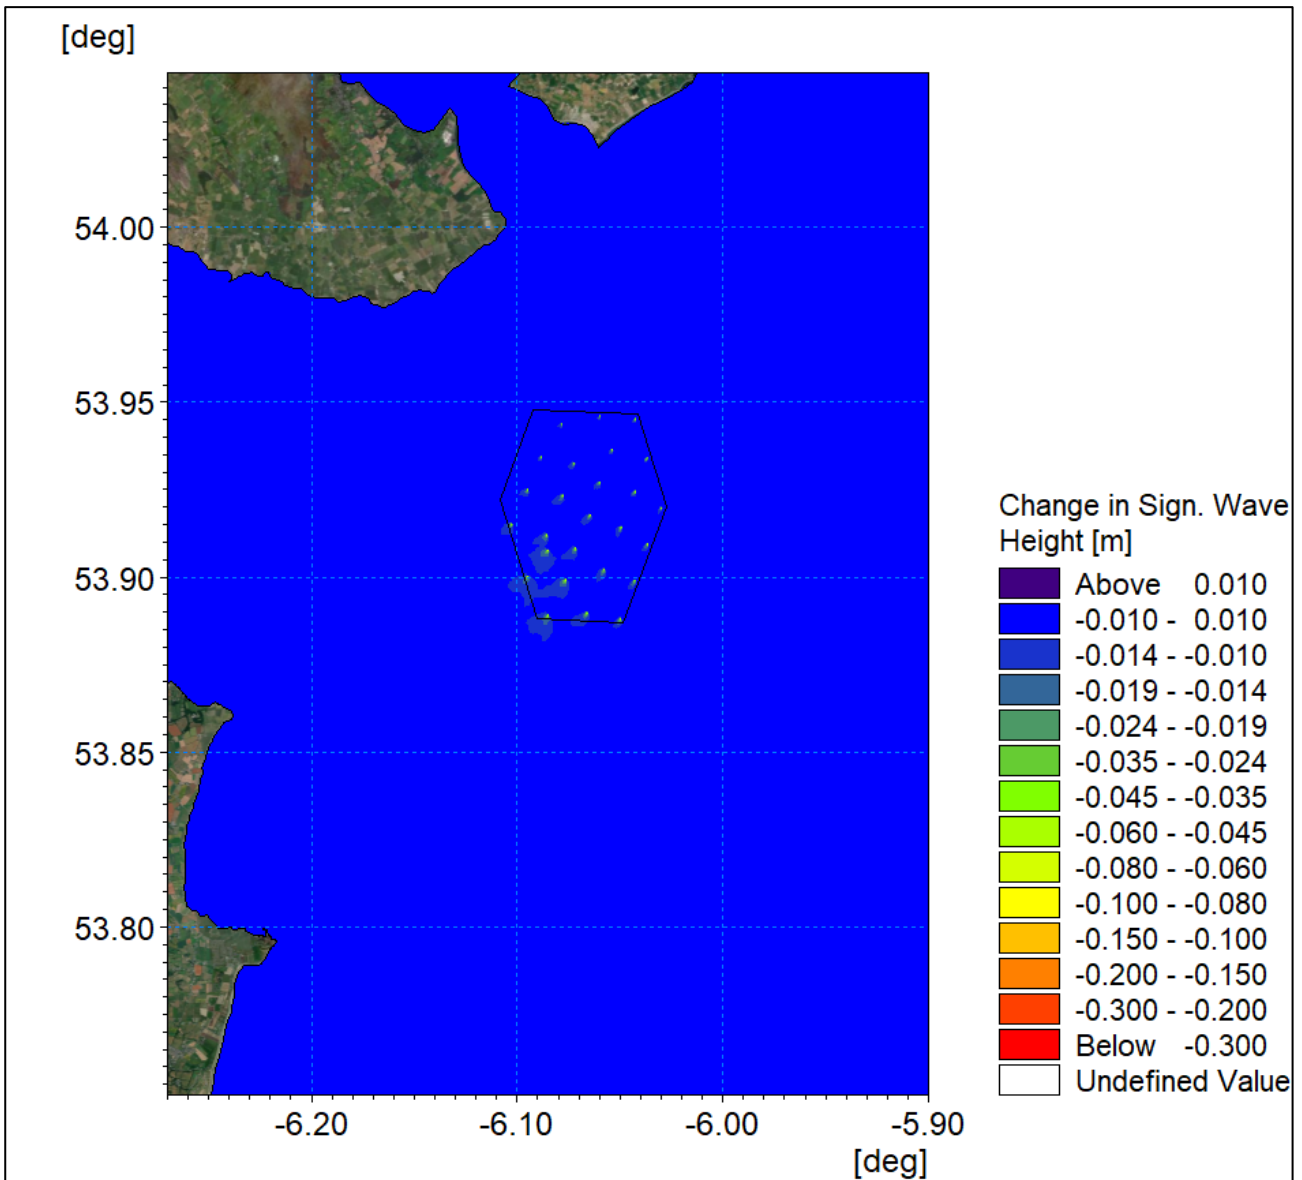 [deg]
54.00
53.95
53.90
53.85
53.80
-6.20
-6.10
-6.00
-5.90
[deg]
Change in Sign. Wave
Height [m]
Above 0.010
-0.010 - 0.010
-0.014 - -0.010
-0.019 - -0.014
-0.024 - -0.019
-0.035 - -0.024
-0.045 - -0.035
-0.060 - -0.045
-0.080 - -0.060
-0.100 - -0.080
-0.150 - -0.100
-0.200 - -0.150
-0.300 - -0.200
Below -0.300
Undefined Value